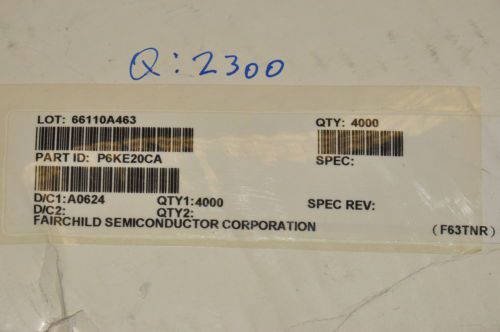 Q: 2300
LOT: 66110A463 QTY: 4000
PART ID: P6KE20CA SPEC:
D/C1:A0624 QTY1:4000 SPEC REV:
D/C2: QTY2:
FAIRCHILD SEMICONDUCTOR CORPORATION (F63TNR)